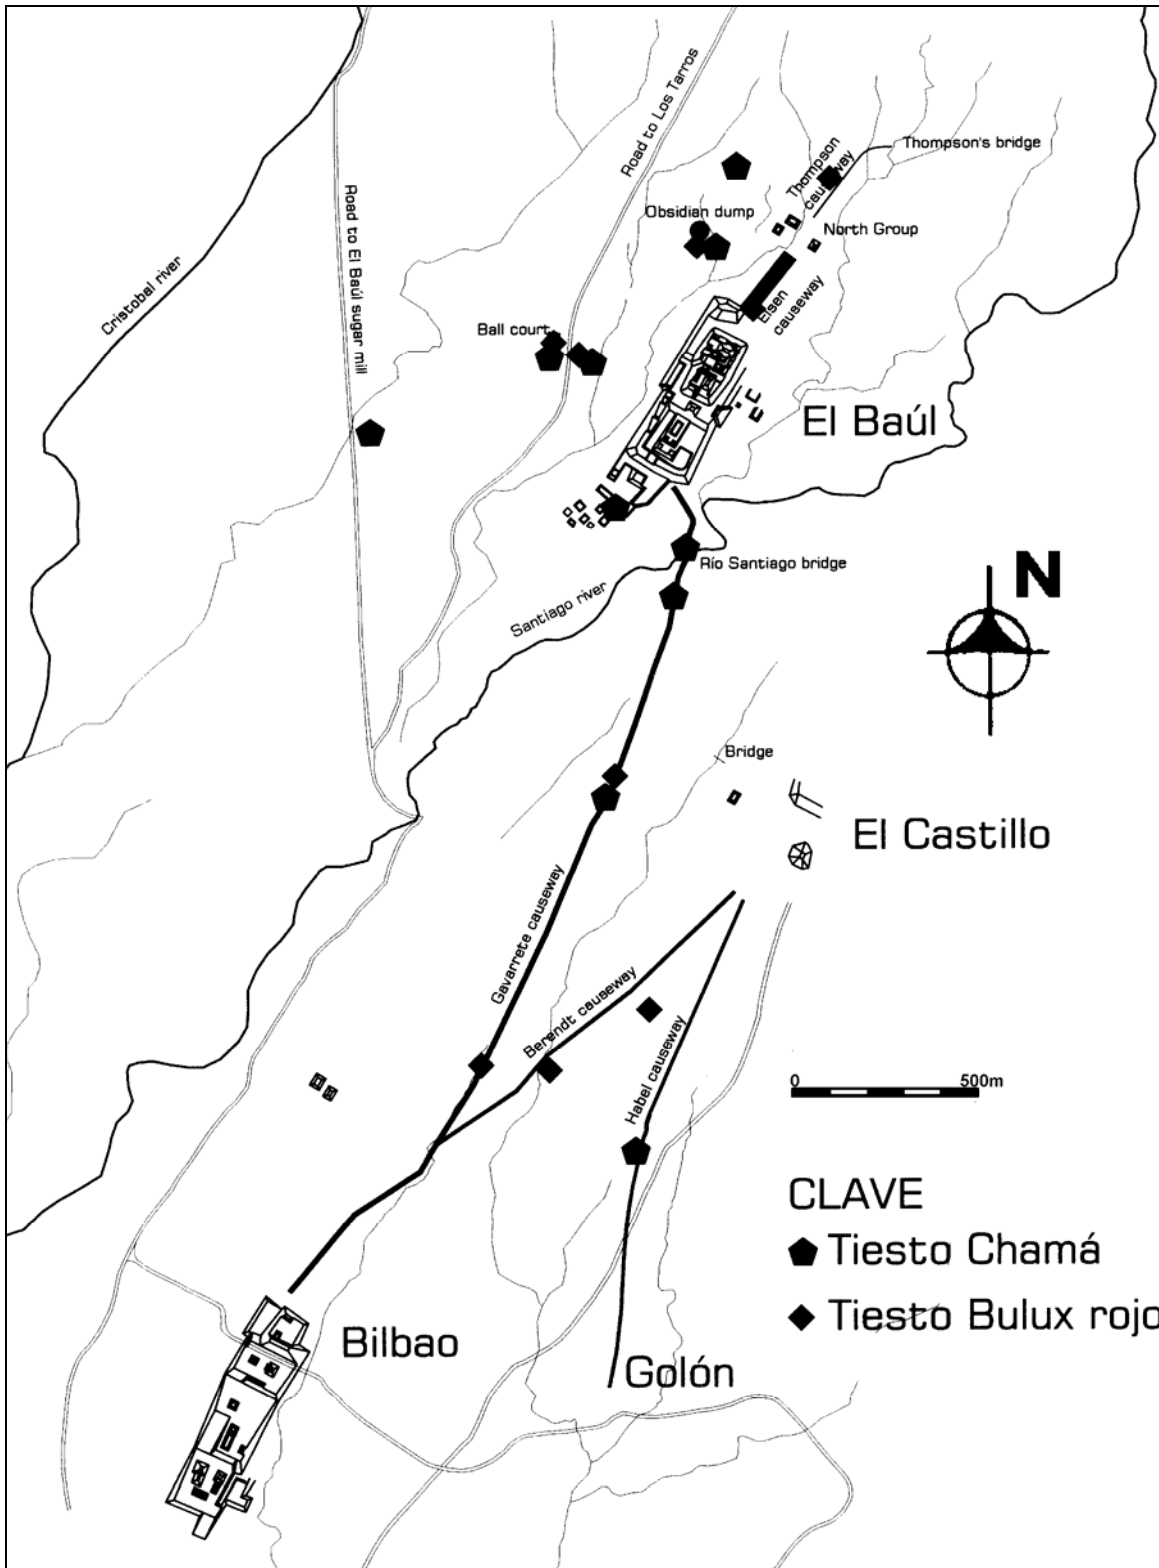 Road to Los Tarros
Thompson's bridge
Thompson
causeway
Obsidian dump
North Group
Road to El Baúl sugar mill
Cristobal river
Eisen
causeway
Ball court
El Baúl
Río Santiago bridge
N
Santiago river
Bridge
El Castillo
Gavarrete causeway
Berendt causeway
Habel causeway
0 500m
CLAVE
Tiesto Chamá
Tiesto Bulux rojo
Bilbao
Golón